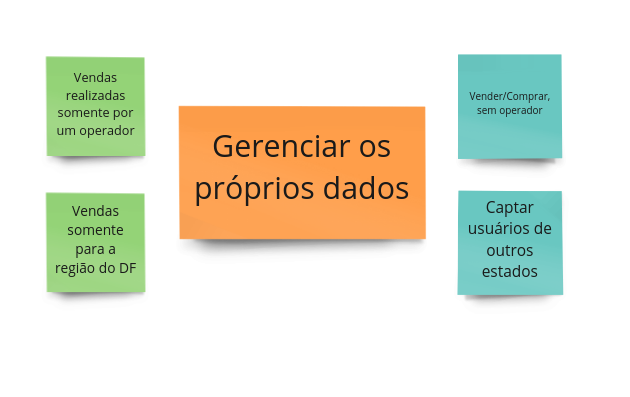 Vendas
realizadas
somente por
um operador
Vendas
somente
para a
região do DF
Gerenciar os
próprios dados
Vender/Comprar,
sem operador
Captar
usuários de
outros
estados